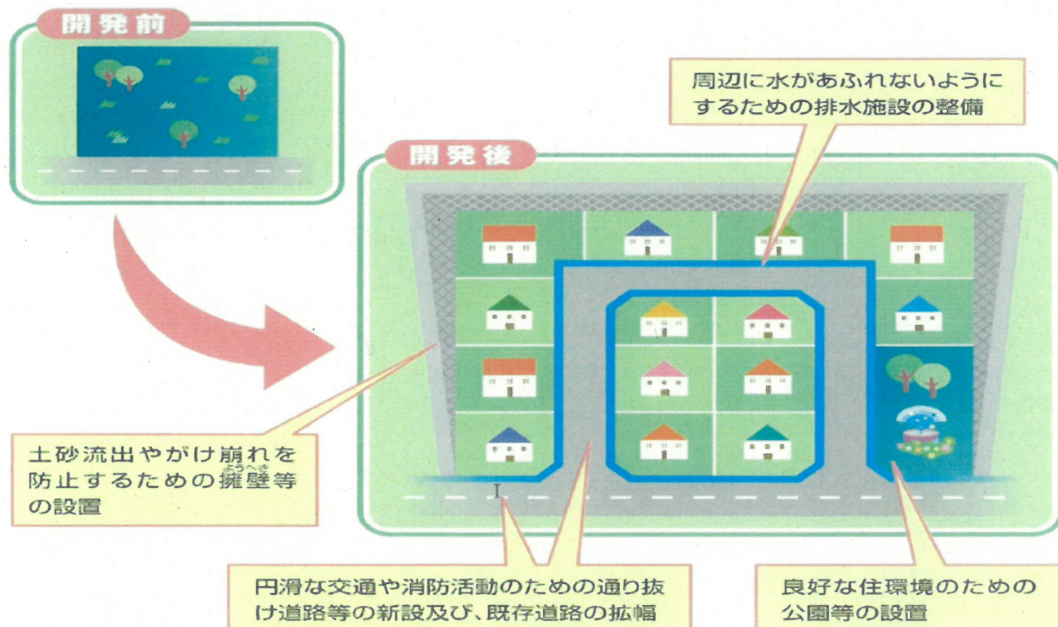 開発前
周辺に水があふれないように
するための排水施設の整備
開発後
土砂流出やがけ崩れを
防止するための擁壁等
ようへき
の設置
円滑な交通や消防活動のための通り抜
け道路等の新設及び、既存道路の拡幅
良好な住環境のための
公園等の設置